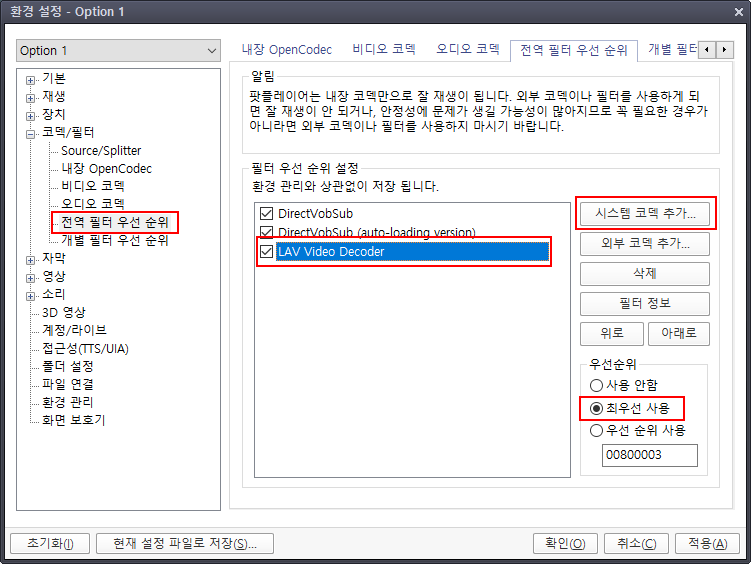 환경 설정 - Option 1
Option 1
기본
재생
장치
코덱/필터
Source/Splitter
내장 OpenCodec
비디오 코덱
오디오 코덱
전역 필터 우선 순위
개별 필터 우선 순위
자막
영상
소리
3D 영상
계정/라이브
접근성(TTS/UIA)
폴더 설정
파일 연결
환경 관리
화면 보호기
내장 OpenCodec 비디오 코덱 오디오 코덱 전역 필터 우선 순위 개별 필터
알림
팟플레이어는 내장 코덱만으로 잘 재생이 됩니다. 외부 코덱이나 필터를 사용하게 되
면 잘 재생이 안 되거나, 안정성에 문제가 생길 가능성이 많아지므로 꼭 필요한 경우가
아니라면 외부 코덱이나 필터를 사용하지 마시기 바랍니다.
필터 우선 순위 설정
환경 관리와 상관없이 저장 됩니다.
DirectVobSub
DirectVobSub (auto-loading version)
LAV Video Decoder
시스템 코덱 추가...
외부 코덱 추가...
삭제
필터 정보
위로 아래로
우선순위
사용 안함
최우선 사용
우선 순위 사용
00800003
초기화(I) 현재 설정 파일로 저장(S)... 확인(O) 취소(C) 적용(A)